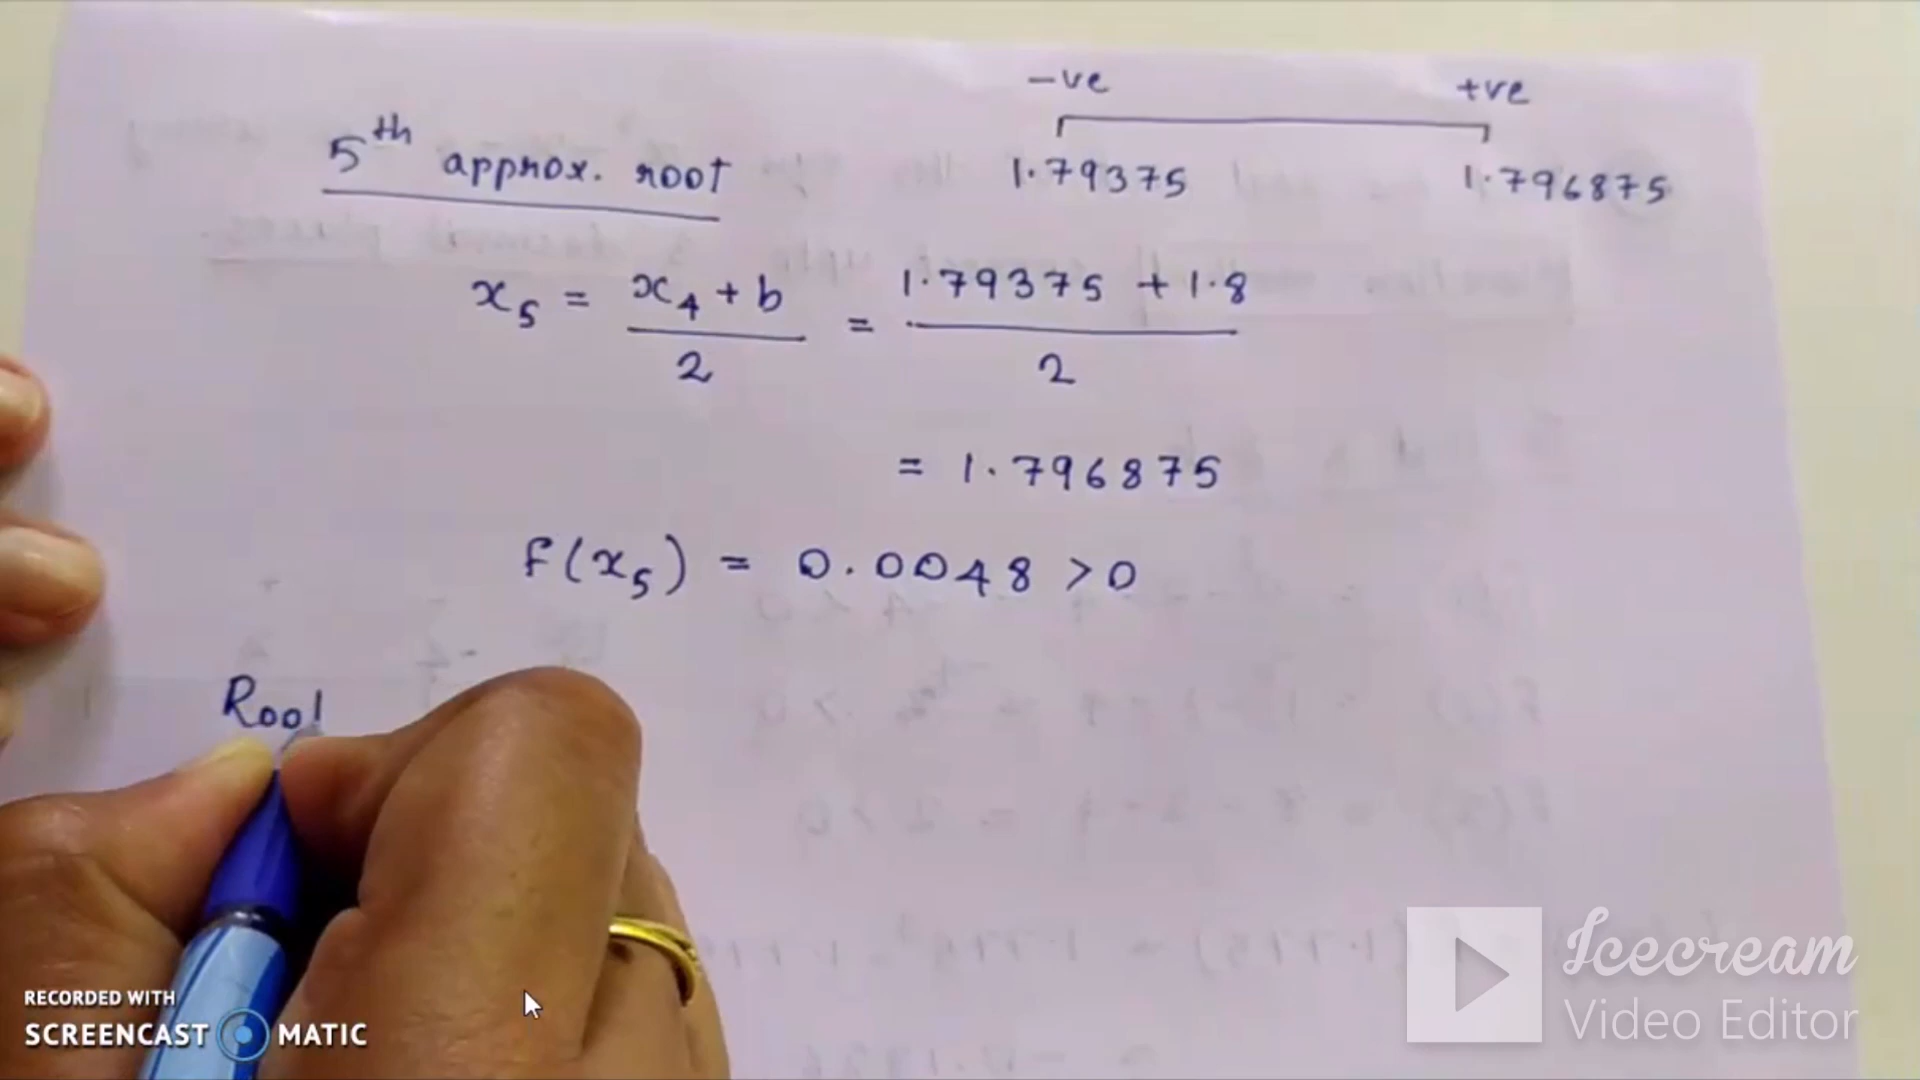 -ve +ve
5th approx. root
1.79375 1.796875
x5 = x4 + b / 2 = 1.79375 + 1.8 / 2
= 1.796875
f(x5) = 0.0048 > 0
Root
RECORDED WITH
SCREENCAST MATIC
Icecream
Video Editor